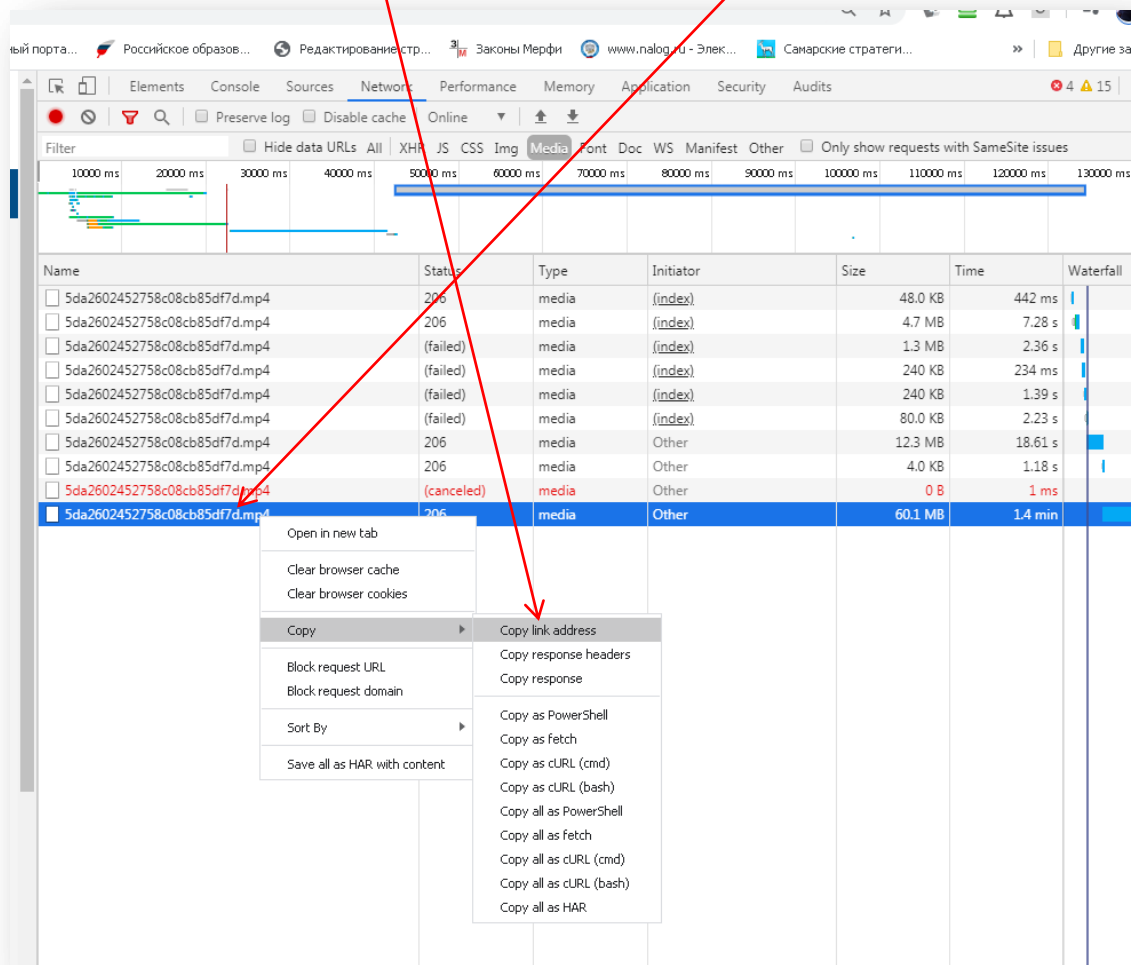 ный порта... Российское образов... Редактирование стр... Законы Мерфи www.nalog.ru - Элек... Самарские стратеги... » Другие за
Elements Console Sources Network Performance Memory Application Security Audits 4 15
Preserve log Disable cache Online ▼
Filter Hide data URLs All XHR JS CSS Img Media Font Doc WS Manifest Other Only show requests with SameSite issues
10000 ms 20000 ms 30000 ms 40000 ms 50000 ms 60000 ms 70000 ms 80000 ms 90000 ms 100000 ms 110000 ms 120000 ms 130000 ms
Name Status Type Initiator Size Time Waterfall
5da2602452758c08cb85df7d.mp4 206 media (index) 48.0 KB 442 ms
5da2602452758c08cb85df7d.mp4 206 media (index) 4.7 MB 7.28 s
5da2602452758c08cb85df7d.mp4 (failed) media (index) 1.3 MB 2.36 s
5da2602452758c08cb85df7d.mp4 (failed) media (index) 240 KB 234 ms
5da2602452758c08cb85df7d.mp4 (failed) media (index) 240 KB 1.39 s
5da2602452758c08cb85df7d.mp4 (failed) media (index) 80.0 KB 2.23 s
5da2602452758c08cb85df7d.mp4 206 media Other 12.3 MB 18.61 s
5da2602452758c08cb85df7d.mp4 206 media Other 4.0 KB 1.18 s
5da2602452758c08cb85df7d.mp4 (canceled) media Other 0 B 1 ms
5da2602452758c08cb85df7d.mp4 206 media Other 60.1 MB 1.4 min
Open in new tab
Clear browser cache
Clear browser cookies
Copy
Block request URL
Block request domain
Sort By
Save all as HAR with content
Copy link address
Copy response headers
Copy response
Copy as PowerShell
Copy as fetch
Copy as cURL (cmd)
Copy as cURL (bash)
Copy all as PowerShell
Copy all as fetch
Copy all as cURL (cmd)
Copy all as cURL (bash)
Copy all as HAR